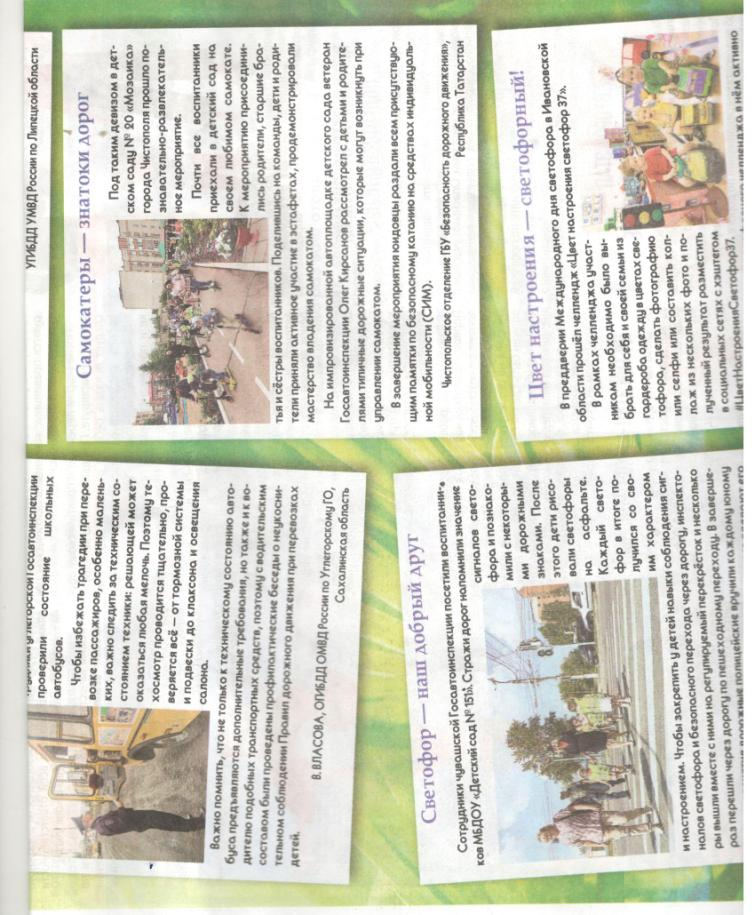 проверили состояние школьных
автобусов.
Чтобы избежать трагедии при пере-
возке пассажиров, особенно малень-
ких, важно следить за техническим со-
стоянием техники: решающей может
оказаться любая мелочь. Поэтому те-
хосмотр проводится тщательно, про-
веряется всё — от тормозной системы
и подвески до клаксона и освещения
салона.
Важно помнить, что не только к техническому состоянию авто-
буса предъявляются дополнительные требования, но также и к во-
дителю подобных транспортных средств, поэтому с водительским
составом были проведены профилактические беседы о неукосни-
тельном соблюдении Правил дорожного движения при перевозках
детей.
В.ВЛАСОВА, ОГИБДД ОМВД России по Углегорскому ГО,
Сахалинская область
Светофор — наш добрый друг
Сотрудники чувашской Госавтоинспекции посетили воспитанни-
ков МБДОУ «Детский сад № 151». Стражи дорог напомнили значение
сигналов свето-
фора и познако-
мили с некоторы-
ми дорожными
знаками. После
этого дети рисо-
вали светофоры
на асфальте.
Каждый свето-
фор в итоге по-
лучился со сво-
им характером
и настроением. Чтобы закрепить у детей навыки соблюдения сиг-
налов светофора и безопасного перехода через дорогу, инспекто-
ры вышли вместе с ними на регулируемый перекрёсток и несколько
раз перешли через дорогу по пешеходному переходу. В заверше-
дорожные полицейские вручили каждому юному
УГИБДД УМВД России по Липецкой области
Самокатеры — знатоки дорог
Под таким девизом в дет-
ском саду № 20 «Мозаика»
города Чистополя прошло по-
знавательно-развлекатель-
ное мероприятие.
Почти все воспитанники
приехали в детский сад на
своем любимом самокате.
К мероприятию присоедини-
лись родители, старшие бра-
тья и сёстры воспитанников. Поделившись на команды, дети и роди-
тели приняли активное участие в эстафетах, продемонстрировали
мастерство владения самокатом.
На импровизированной автоплощадке детского сада ветеран
Госавтоинспекции Олег Кирсанов рассмотрел с детьми и родите-
лями типичные дорожные ситуации, которые могут возникнуть при
управлении самокатом.
В завершение мероприятия юидовцы раздали всем присутствую-
щим памятки по безопасному катанию на средствах индивидуаль-
ной мобильности (СИМ).
Чистопольское отделение ГБУ «Безопасность дорожного движения»,
Республика Татарстан
Цвет настроения — светофорный!
В преддверии Международного дня светофора в Ивановской
области прошёл челлендж «Цвет настроения светофор 37».
В рамках челленджа участ-
никам необходимо было вы-
брать для себя и своей семьи из
гардероба одежду в цветах све-
тофора, сделать фотографию
или селфи или составить кол-
лаж из нескольких фото и по-
лученный результат разместить
в социальных сетях с хэштегом
#ЦветНастроенияСветофор37.
челленджа в нём активно